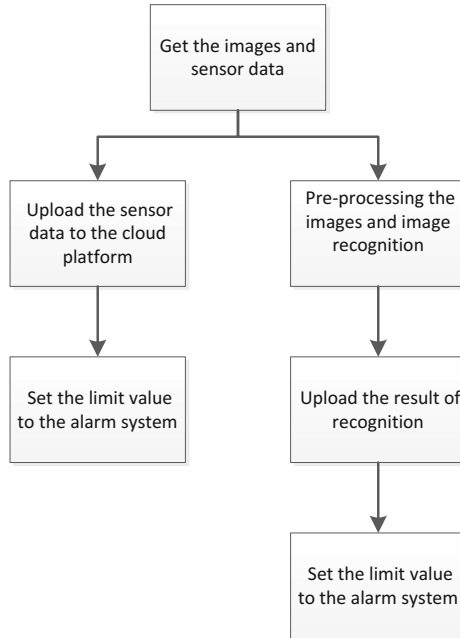 Get the images and
sensor data
Upload the sensor
data to the cloud
platform
Pre-processing the
images and image
recognition
Set the limit value
to the alarm system
Upload the result of
recognition
Set the limit value
to the alarm system